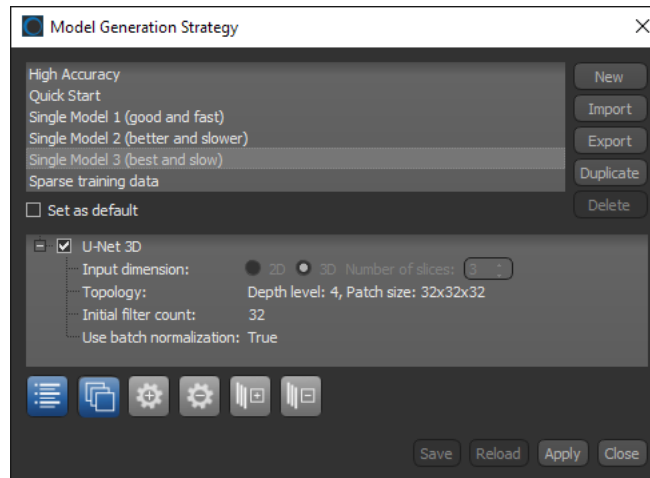 Model Generation Strategy
High Accuracy
Quick Start
Single Model 1 (good and fast)
Single Model 2 (better and slower)
Single Model 3 (best and slow)
Sparse training data
New
Import
Export
Duplicate
Delete
Set as default
U-Net 3D
Input dimension: 2D 3D Number of slices: 3
Topology: Depth level: 4, Patch size: 32x32x32
Initial filter count: 32
Use batch normalization: True
Save Reload Apply Close